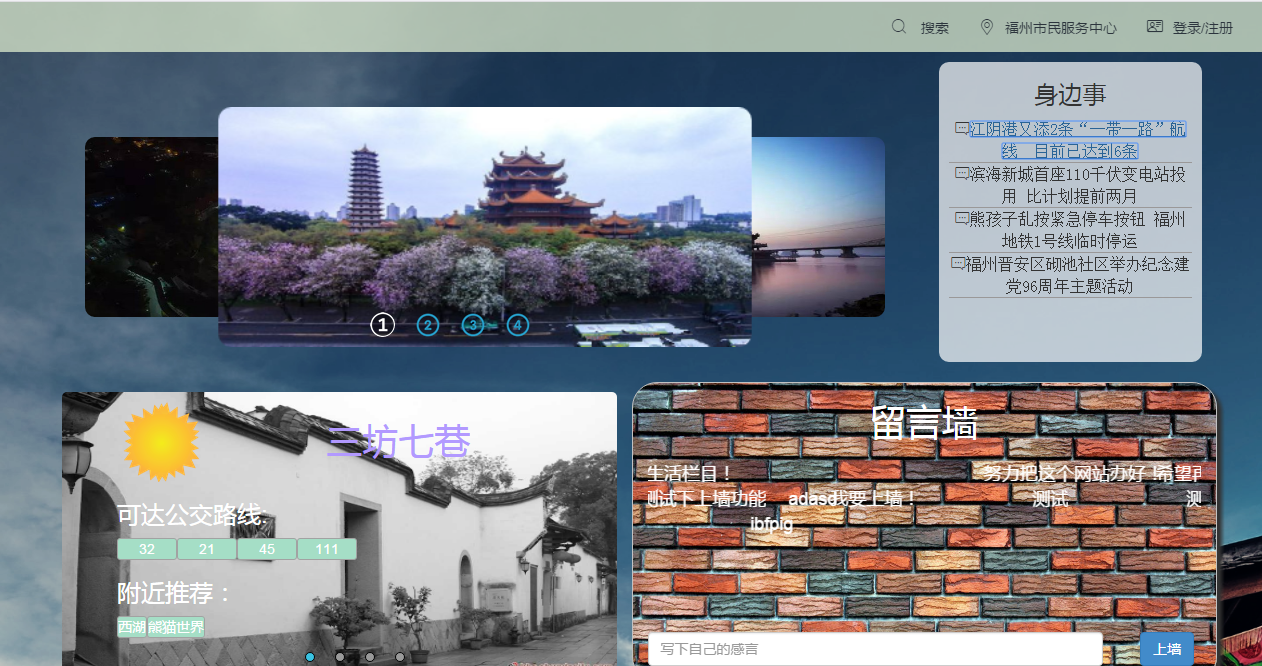 搜索
福州市民服务中心
登录/注册
身边事
江阴港又添2条“一带一路”航
线 目前已达到6条
滨海新城首座110千伏变电站投
用 比计划提前两月
熊孩子乱按紧急停车按钮 福州
地铁1号线临时停运
福州晋安区砌池社区举办纪念建
党96周年主题活动
1 2 3 4
三坊七巷
可达公交路线:
32 21 45 111
附近推荐：
西湖 熊猫世界
留言墙
生活栏目！ 努力把这个网站办好！希望再
测试下上墙功能 adasd我要上墙！ 测试 测
ibfpig
写下自己的感言
上墙